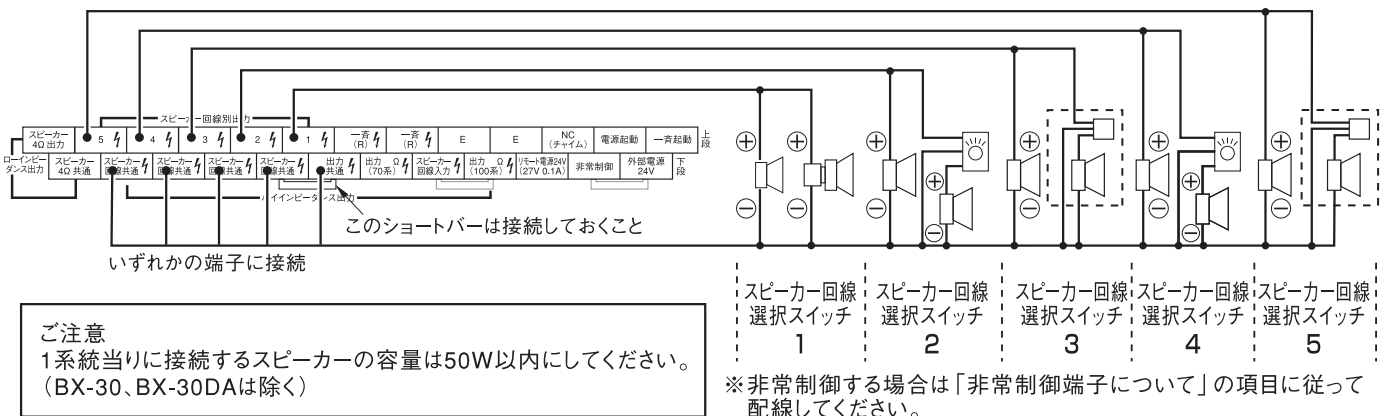 スピーカー回線別出力
スピーカー 4Ω 出力
5
4
3
2
1
一斉 (R)
一斉 (R)
E
E
NC (チャイム)
電源起動
一斉起動
上段
ローインピーダンス出力
スピーカー 4Ω 共通
スピーカー 回線共通
スピーカー 回線共通
スピーカー 回線共通
スピーカー 回線共通
出力 共通
出力 Ω (70系)
スピーカー 回線入力
出力 Ω (100系)
リモート電源24V (27V 0.1A)
非常制御
外部電源 24V
下段
ハイインピーダンス出力
このショートバーは接続しておくこと
いずれかの端子に接続
⊕ ⊕ ⊕ ⊕ ⊕ ⊕ ⊕ ⊕
⊖ ⊖ ⊖ ⊖ ⊖ ⊖ ⊖ ⊖
スピーカー回線 選択スイッチ 1
スピーカー回線 選択スイッチ 2
スピーカー回線 選択スイッチ 3
スピーカー回線 選択スイッチ 4
スピーカー回線 選択スイッチ 5
ご注意
1系統当りに接続するスピーカーの容量は50W以内にしてください。
(BX-30、BX-30DAは除く)
※非常制御する場合は「非常制御端子について」の項目に従って
配線してください。